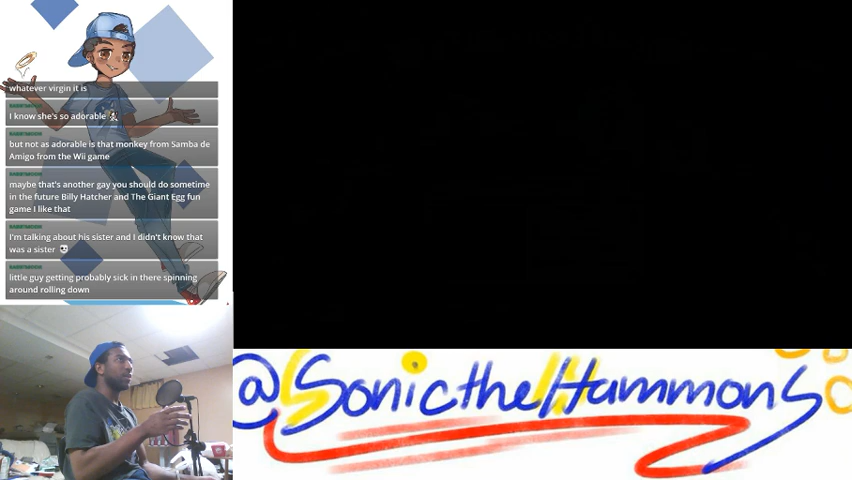 whatever virgin it is
I know she's so adorable
but not as adorable is that monkey from Samba de
Amigo from the Wii game
maybe that's another gay you should do sometime
in the future Billy Hatcher and The Giant Egg fun
game I like that
I'm talking about his sister and I didn't know that
was a sister
little guy getting probably sick in there spinning
around rolling down
@SonictheHammons